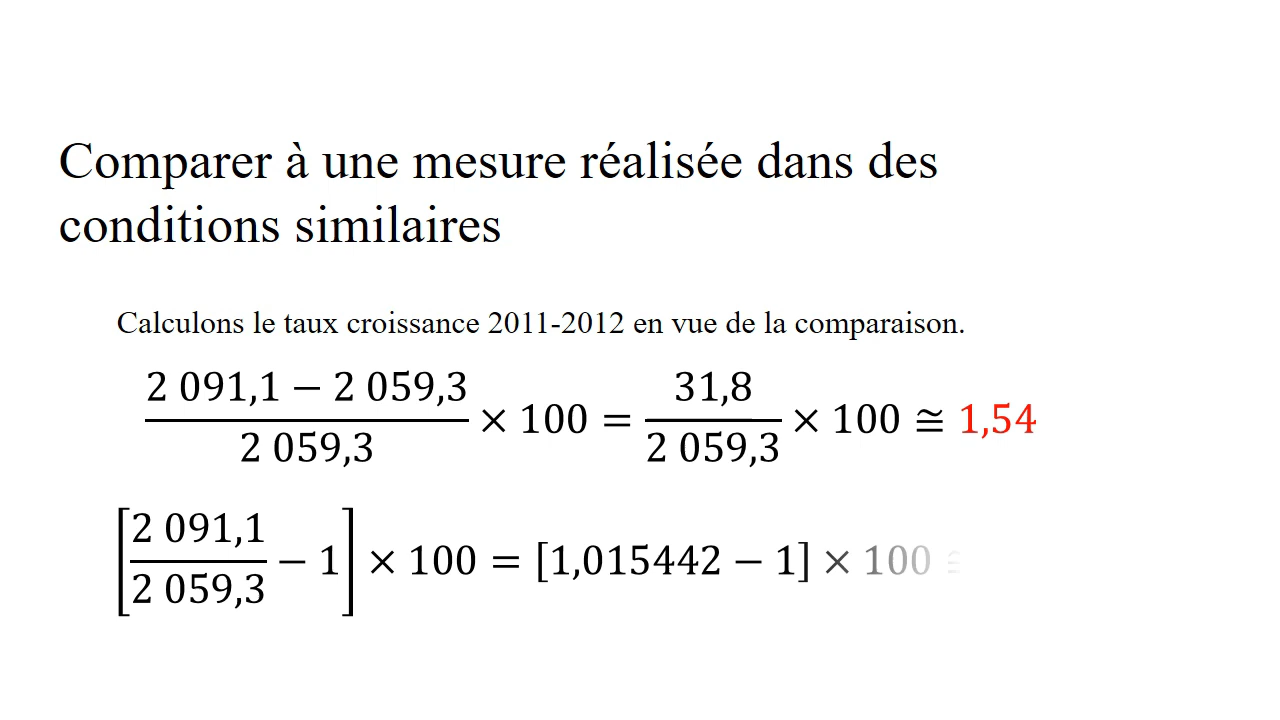 Comparer à une mesure réalisée dans des
conditions similaires
Calculons le taux croissance 2011-2012 en vue de la comparaison.
2 091,1 − 2 059,3 / 2 059,3 × 100 = 31,8 / 2 059,3 × 100 ≅ 1,54
[2 091,1 / 2 059,3 − 1] × 100 = [1,015442 − 1] × 100 ≅